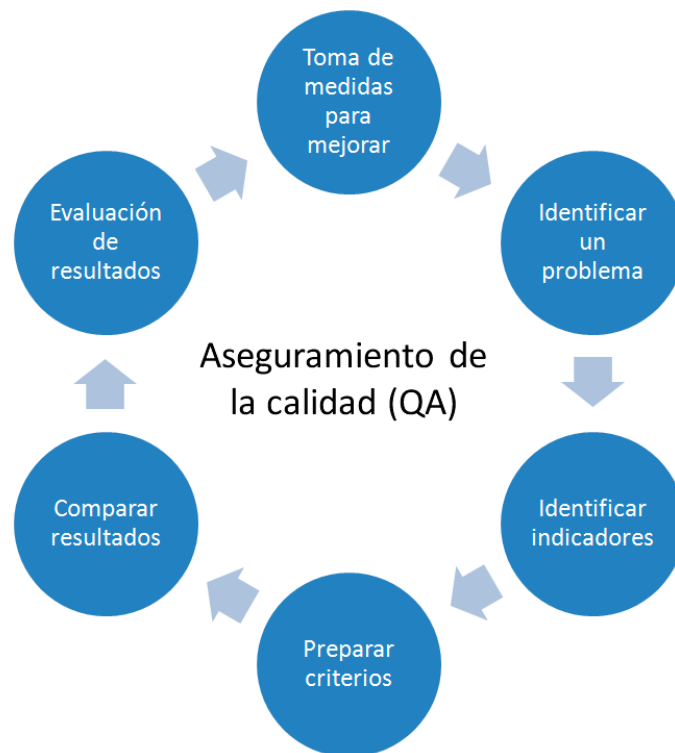 Toma de
medidas
para
mejorar
Identificar
un
problema
Identificar
indicadores
Preparar
criterios
Comparar
resultados
Evaluación
de
resultados
Aseguramiento de
la calidad (QA)